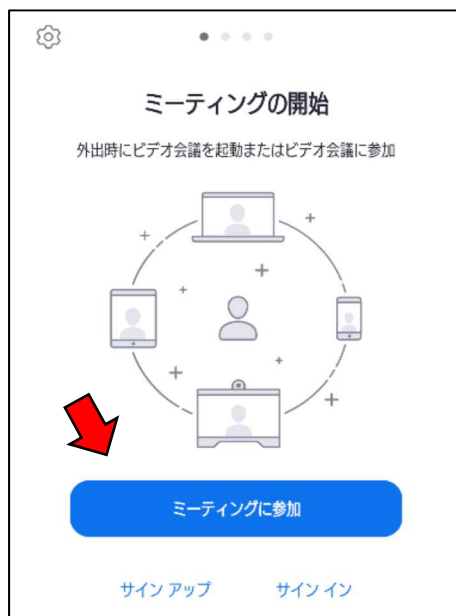 ミーティングの開始
外出時にビデオ会議を起動またはビデオ会議に参加
ミーティングに参加
サイン アップ
サイン イン